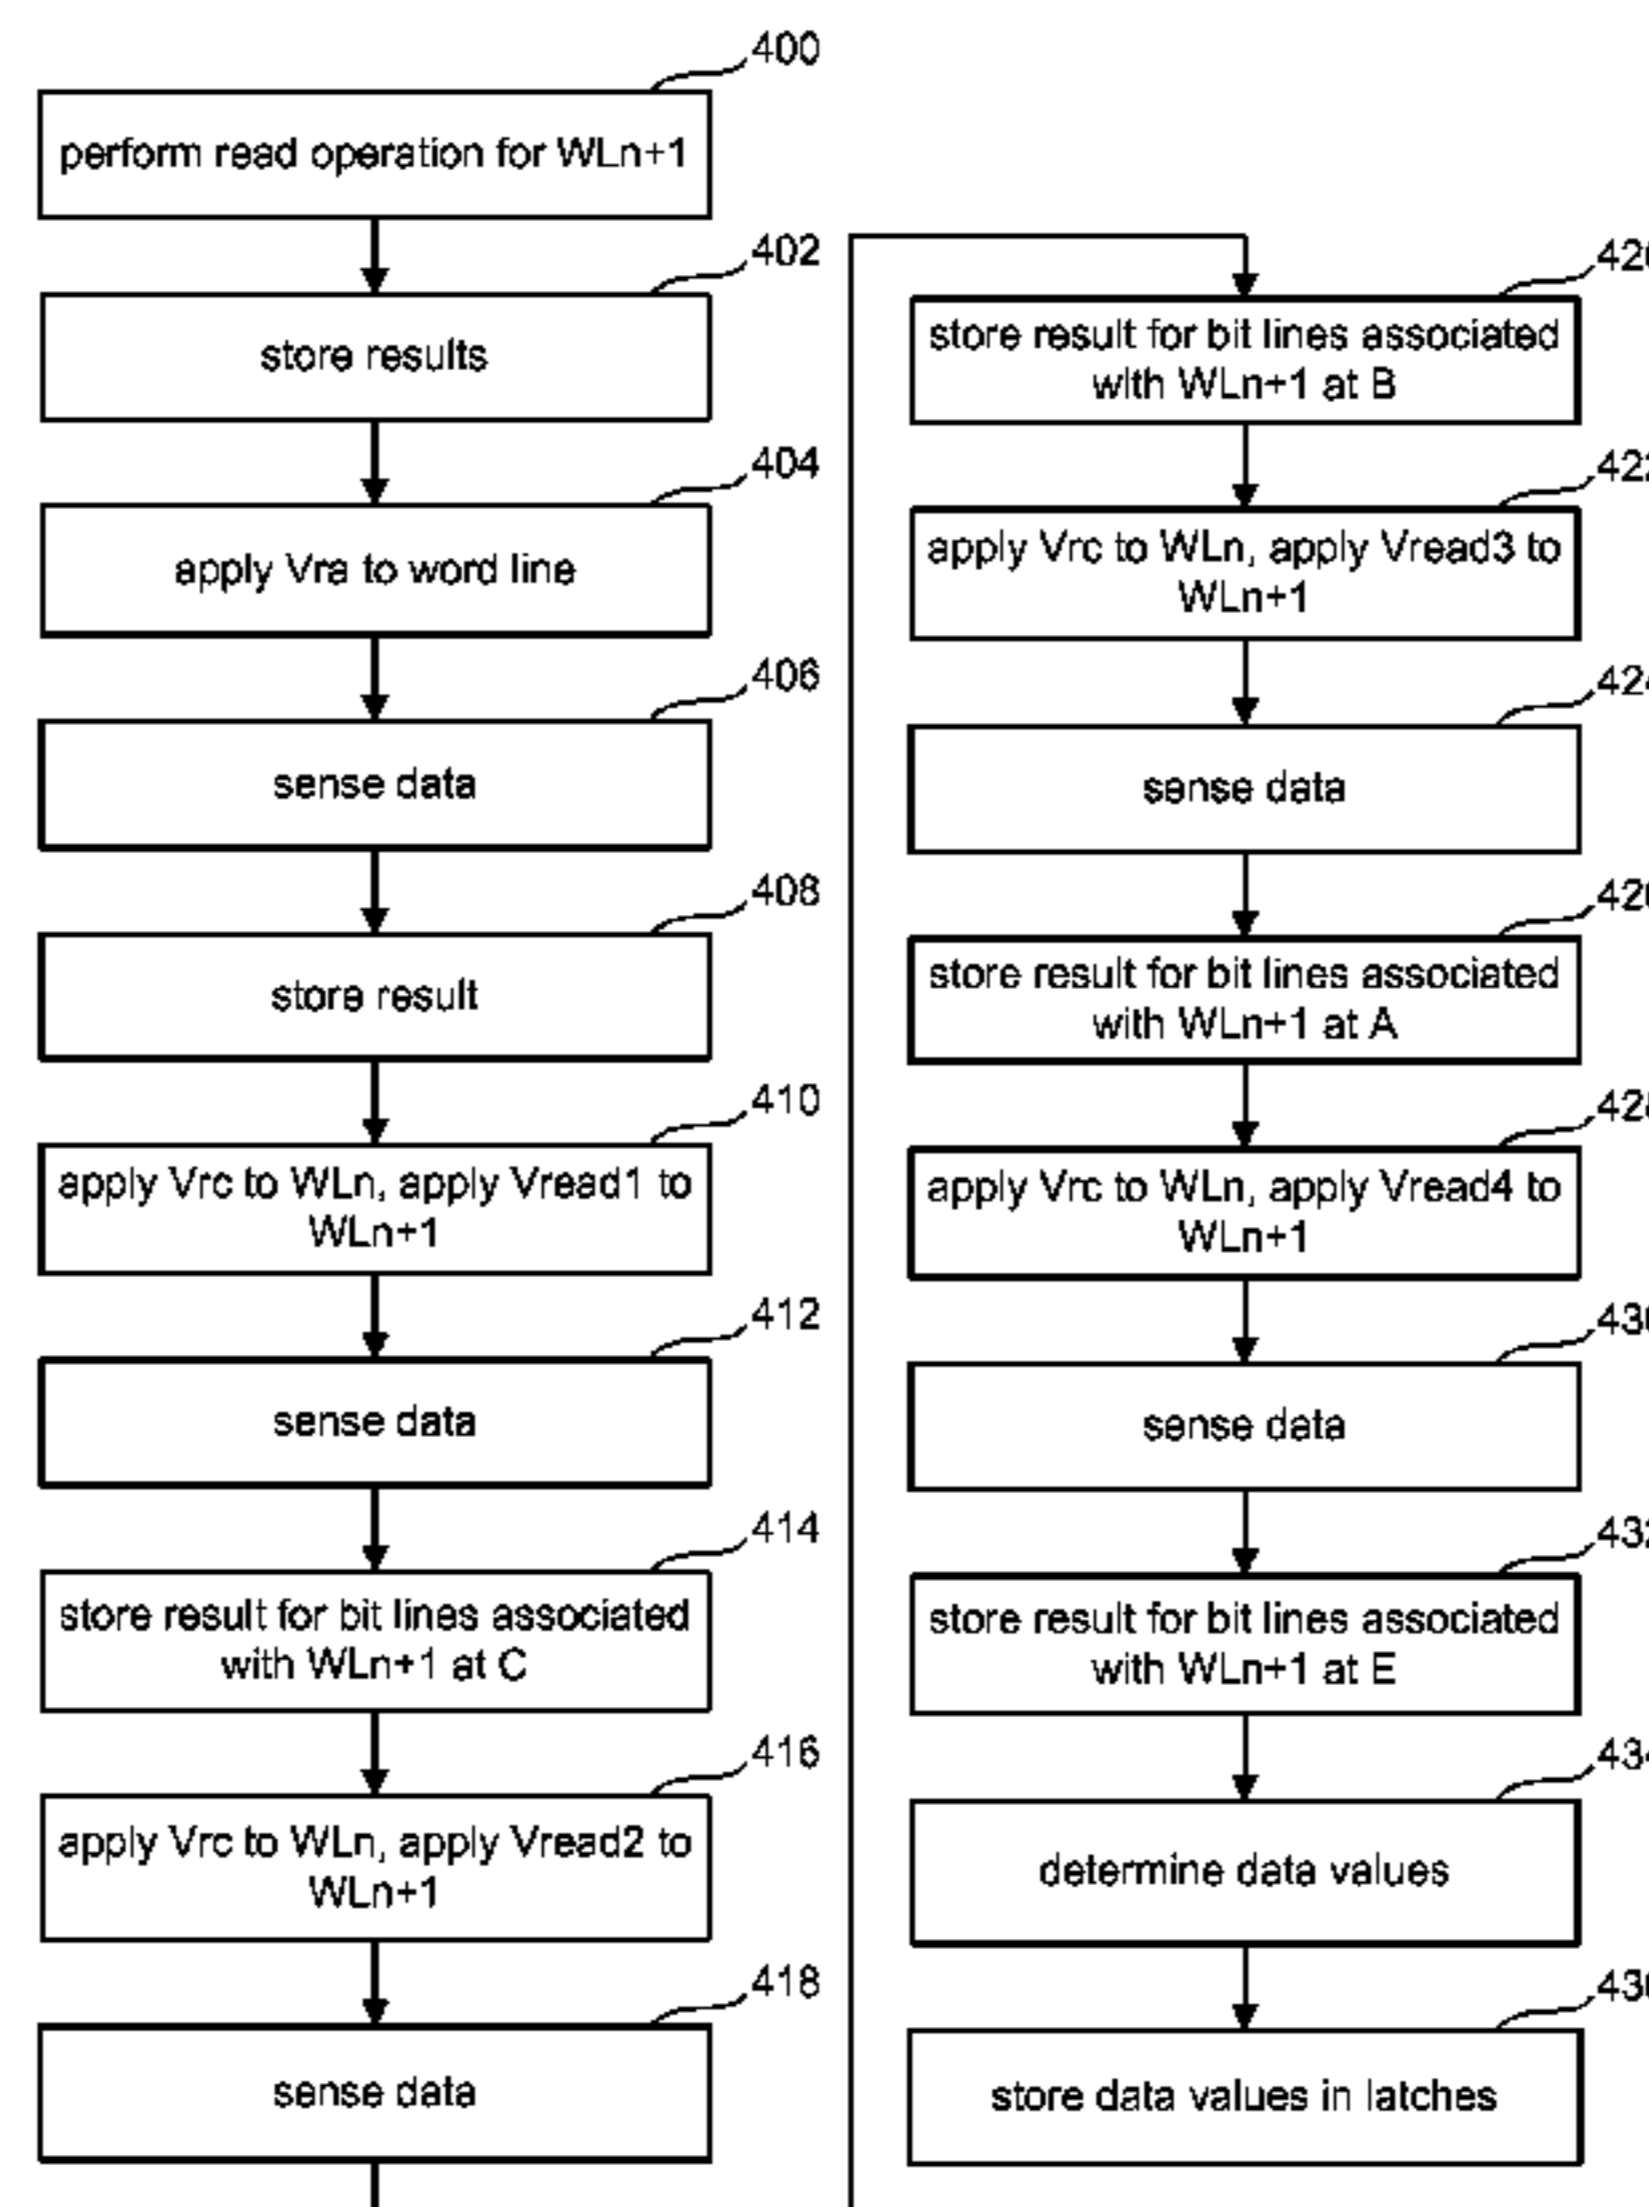 400
perform read operation for WLn+1
402
store results
404
apply Vra to word line
406
sense data
408
store result
410
apply Vrc to WLn, apply Vread1 to
WLn+1
412
sense data
414
store result for bit lines associated
with WLn+1 at C
416
apply Vrc to WLn, apply Vread2 to
WLn+1
418
sense data
store result for bit lines associated
with WLn+1 at B
apply Vrc to WLn, apply Vread3 to
WLn+1
sense data
store result for bit lines associated
with WLn+1 at A
apply Vrc to WLn, apply Vread4 to
WLn+1
sense data
store result for bit lines associated
with WLn+1 at E
determine data values
store data values in latches